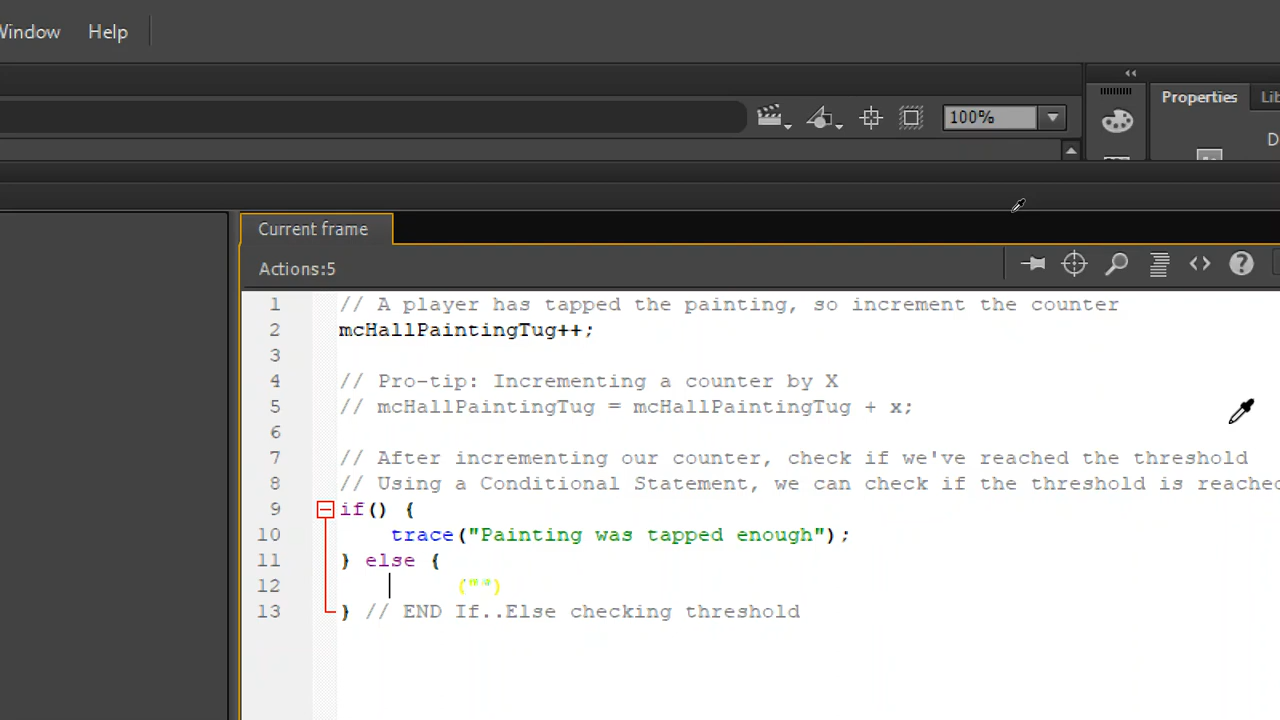 Window Help
100%
Properties Lib
D
Current frame
Actions:5
1 // A player has tapped the painting, so increment the counter
2 mcHallPaintingTug++;
3
4 // Pro-tip: Incrementing a counter by X
5 // mcHallPaintingTug = mcHallPaintingTug + x;
6
7 // After incrementing our counter, check if we've reached the threshold
8 // Using a Conditional Statement, we can check if the threshold is reached
9 if() {
10 trace("Painting was tapped enough");
11 } else {
12 ("")
13 } // END If..Else checking threshold